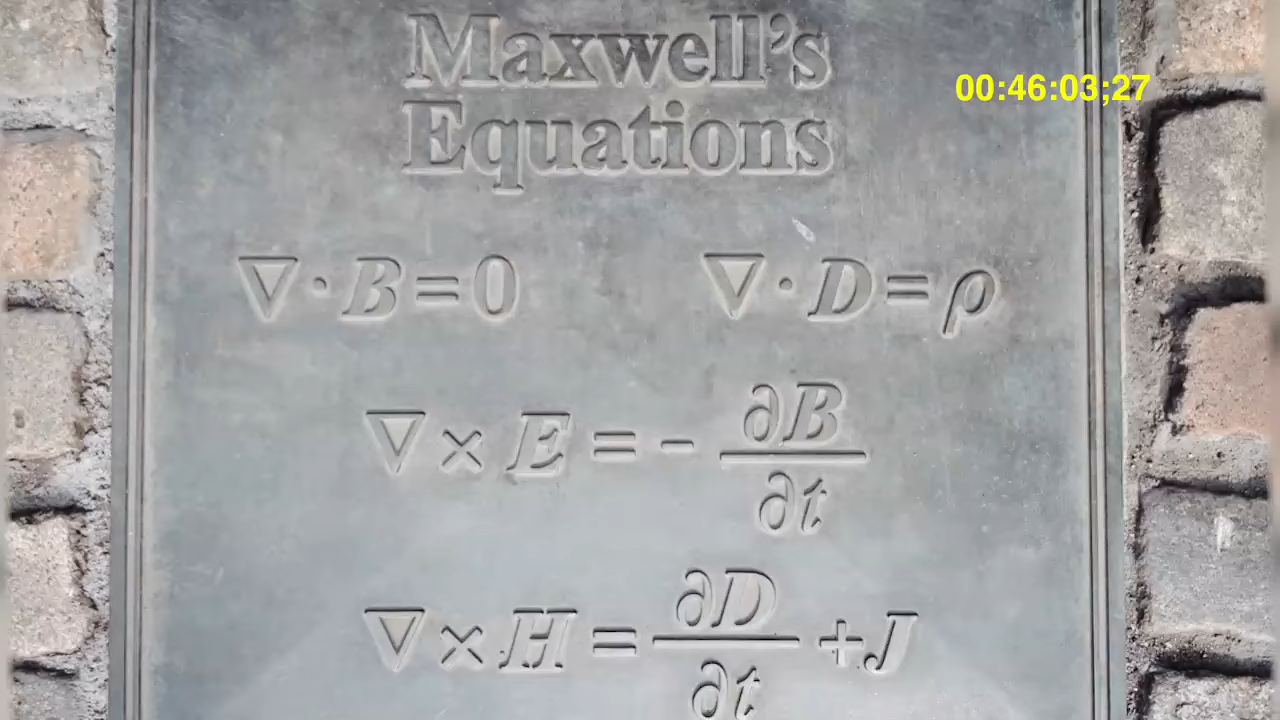 Maxwell's
00:46:03;27
Equations
∇·B=0 ∇·D=ρ
∇×E=-∂B/∂t
∇×H=∂D/∂t+J